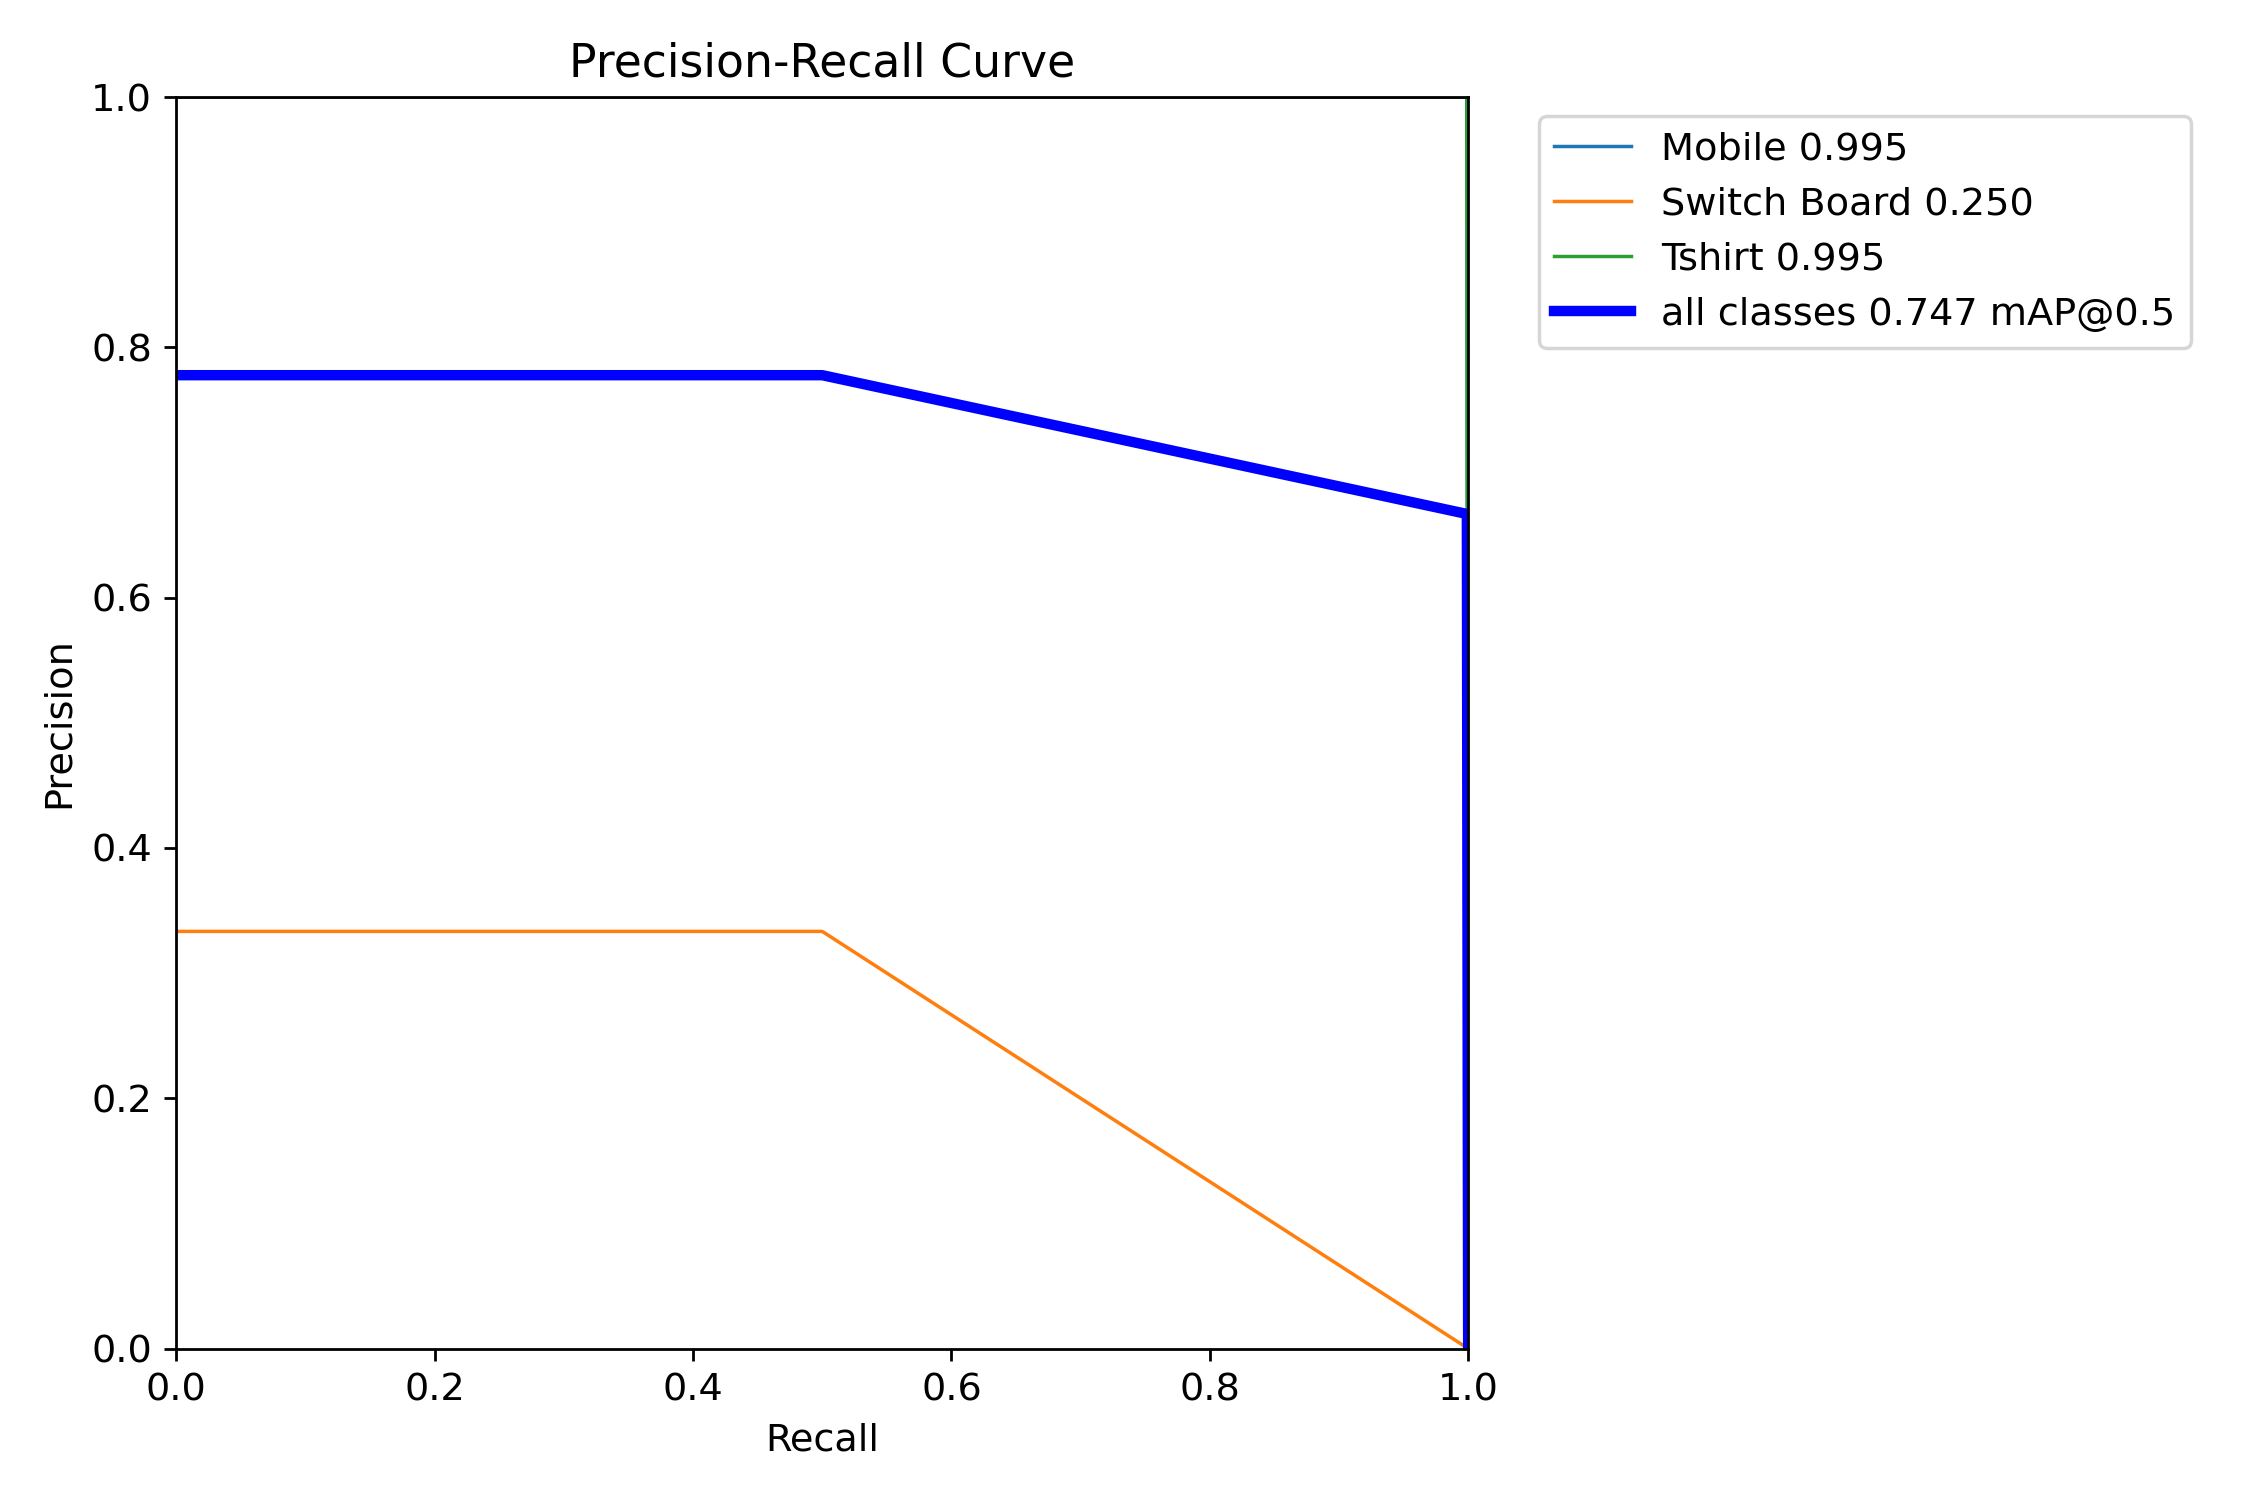 Precision-Recall Curve
1.0
0.8
0.6
0.4
0.2
0.0
Precision
0.0 0.2 0.4 0.6 0.8 1.0
Recall
Mobile 0.995
Switch Board 0.250
Tshirt 0.995
all classes 0.747 mAP@0.5